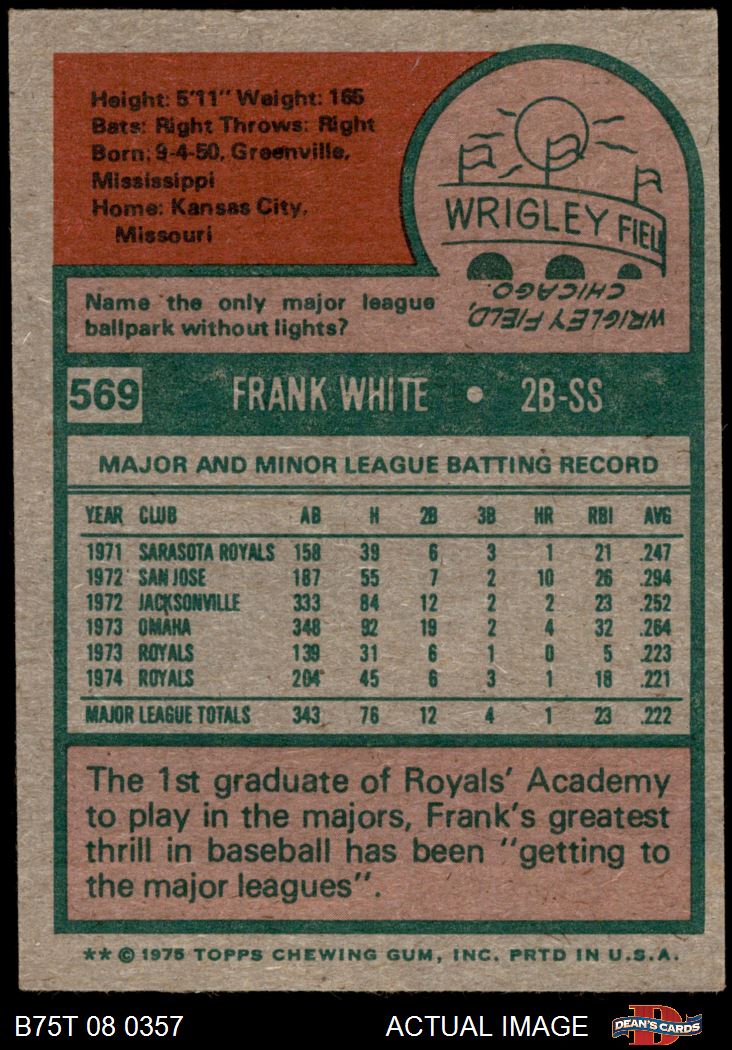 Height: 5'11" Weight: 165
Bats: Right Throws: Right
Born: 9-4-50, Greenville,
Mississippi
Home: Kansas City,
Missouri
WRIGLEY FIEL
WRIGLEY FIELD,
CHICAGO.
Name the only major league
ballpark without lights?
569 FRANK WHITE • 2B-SS
MAJOR AND MINOR LEAGUE BATTING RECORD
YEAR CLUB AB H 2B 3B HR RBI AVG
1971 SARASOTA ROYALS 158 39 6 3 1 21 .247
1972 SAN JOSE 187 55 7 2 10 26 .294
1972 JACKSONVILLE 333 84 12 2 2 23 .252
1973 OMAHA 348 92 19 2 4 32 .264
1973 ROYALS 139 31 6 1 0 5 .223
1974 ROYALS 204 45 6 3 1 18 .221
MAJOR LEAGUE TOTALS 343 76 12 4 1 23 .222
The 1st graduate of Royals' Academy
to play in the majors, Frank's greatest
thrill in baseball has been "getting to
the major leagues".
** © 1975 TOPPS CHEWING GUM, INC. PRTD IN U.S.A.
B75T 08 0357 ACTUAL IMAGE DEAN'S CARDS